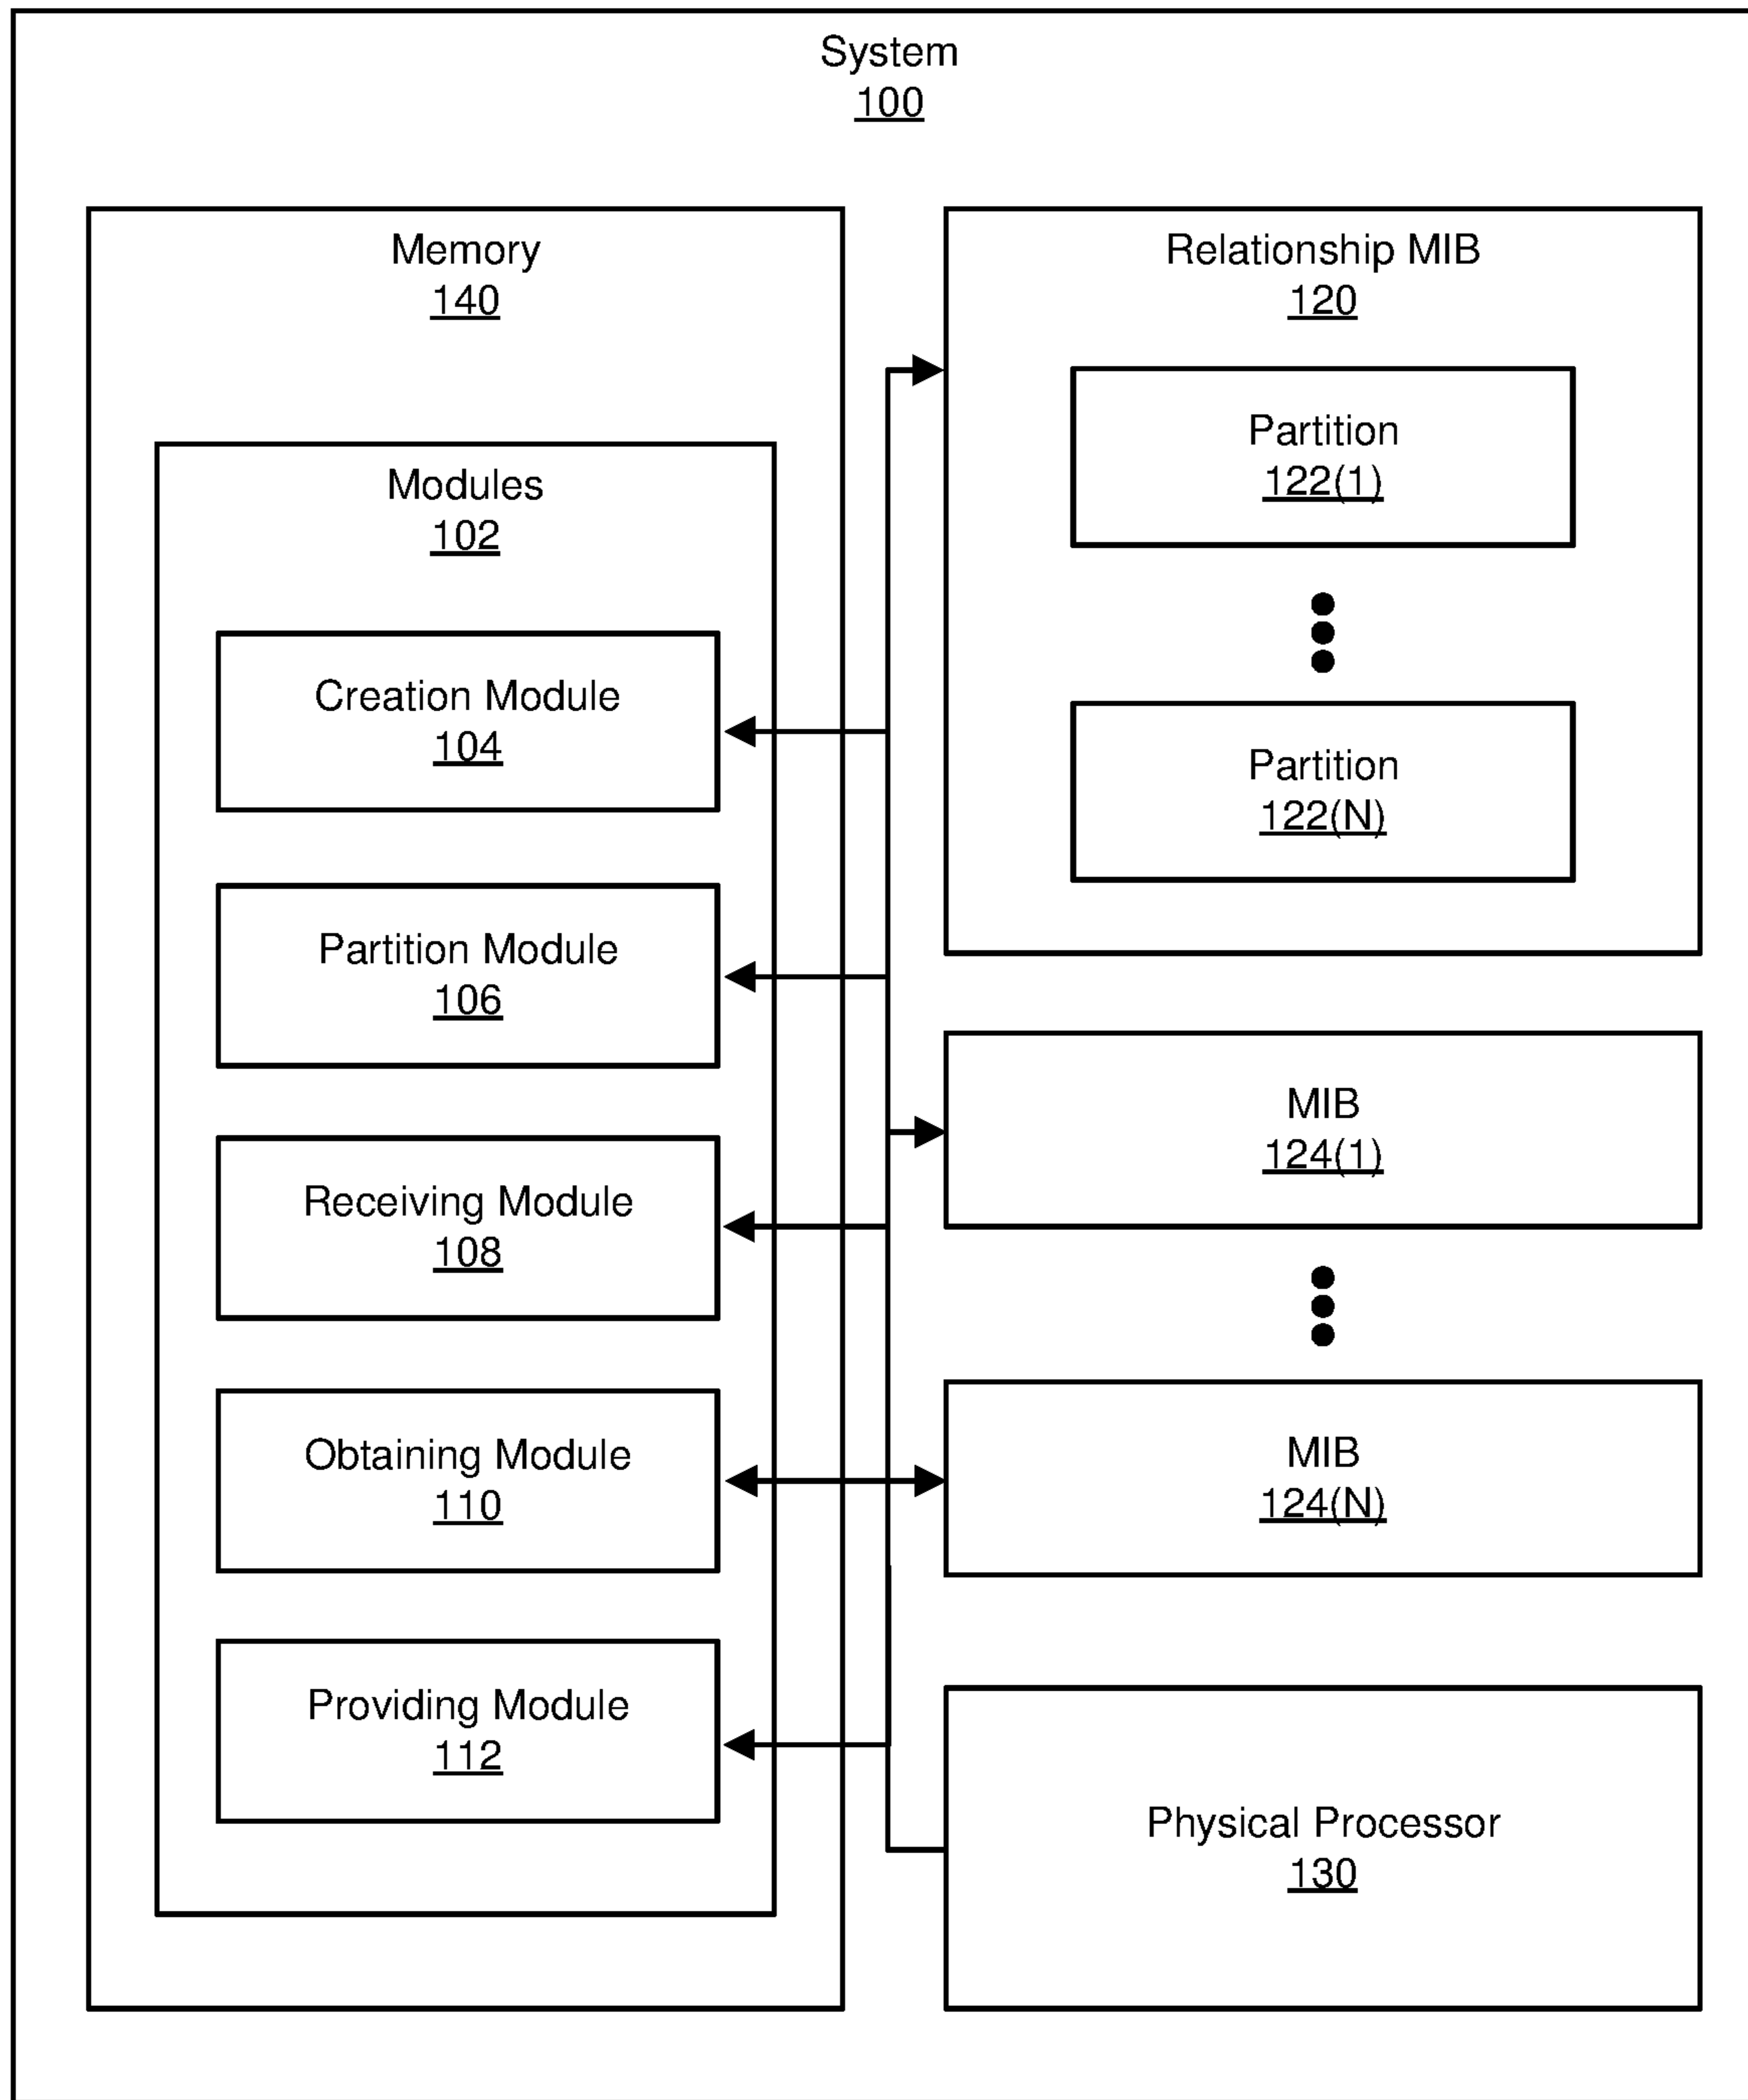 System
100
Memory
140
Modules
102
Creation Module
104
Partition Module
106
Receiving Module
108
Obtaining Module
110
Providing Module
112
Relationship MIB
120
Partition
122(1)
Partition
122(N)
MIB
124(1)
MIB
124(N)
Physical Processor
130